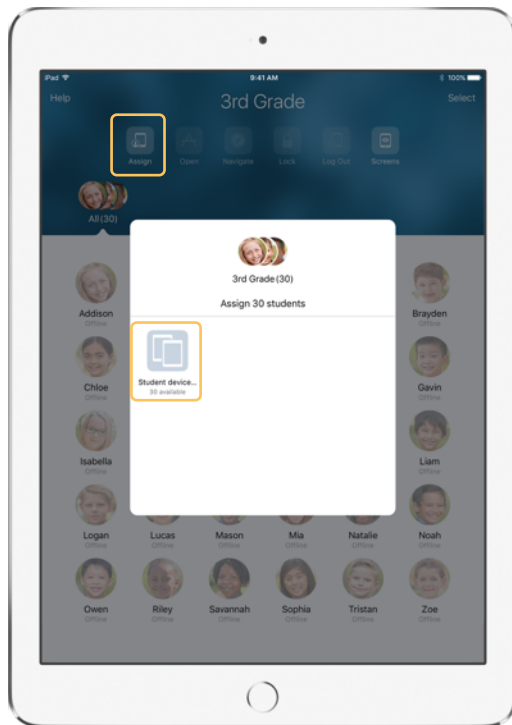 iPad 9:41 AM 100%
Help 3rd Grade Select
Assign Open Navigate Lock Log Out Screens
All (30)
3rd Grade (30)
Assign 30 students
Student device...
30 available
Addison Brayden
Offline Offline
Chloe Gavin
Offline Offline
Isabella Liam
Offline Offline
Logan Lucas Mason Mia Natalie Noah
Offline Offline Offline Offline Offline Offline
Owen Riley Savannah Sophia Tristan Zoe
Offline Offline Offline Offline Offline Offline